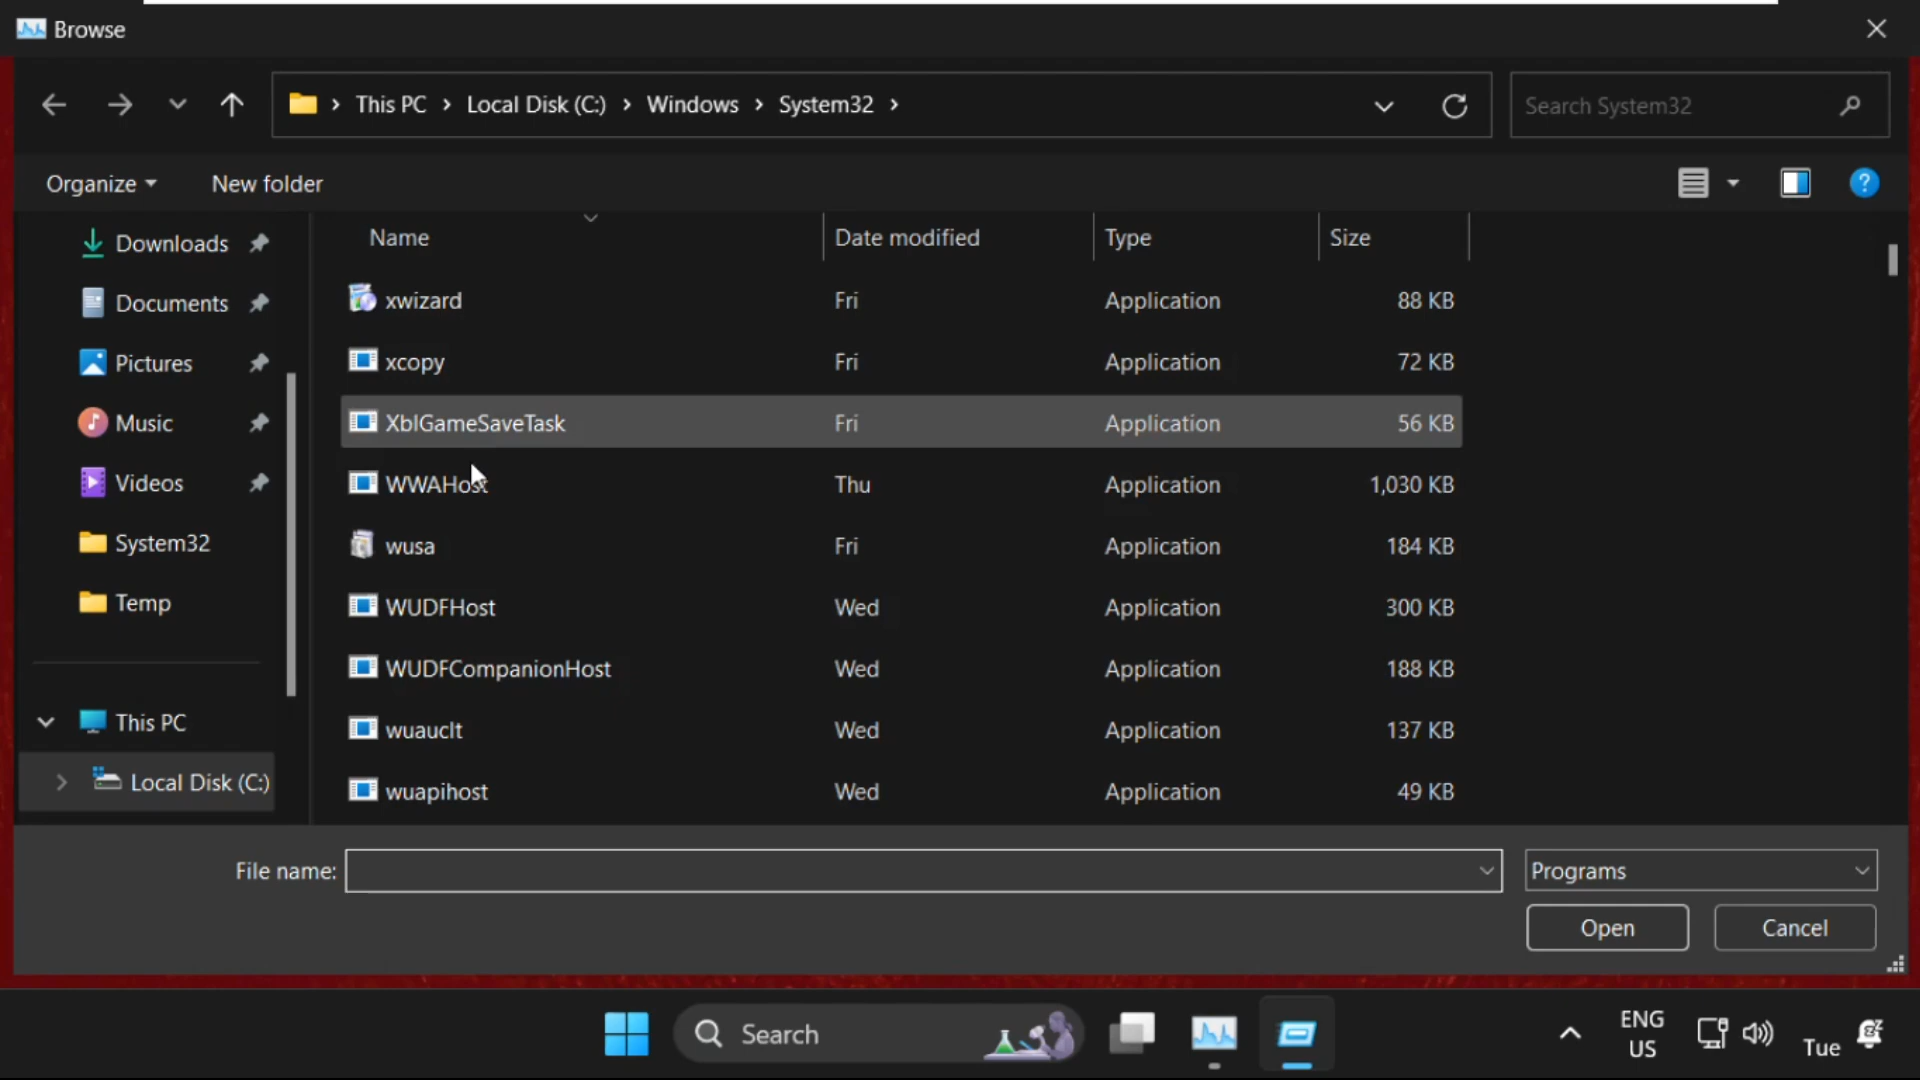 Browse
This PC > Local Disk (C:) > Windows > System32 >
Search System32
Organize
New folder
?
Name
Date modified
Type
Size
Downloads
Documents
Pictures
Music
Videos
System32
Temp
This PC
Local Disk (C:)
xwizard Fri Application 88 KB
xcopy Fri Application 72 KB
XblGameSaveTask Fri Application 56 KB
WWAHost Thu Application 1,030 KB
wusa Fri Application 184 KB
WUDFHost Wed Application 300 KB
WUDFCompanionHost Wed Application 188 KB
wuauclt Wed Application 137 KB
wuapihost Wed Application 49 KB
File name:
Programs
Open
Cancel
Search
ENG
US
Tue